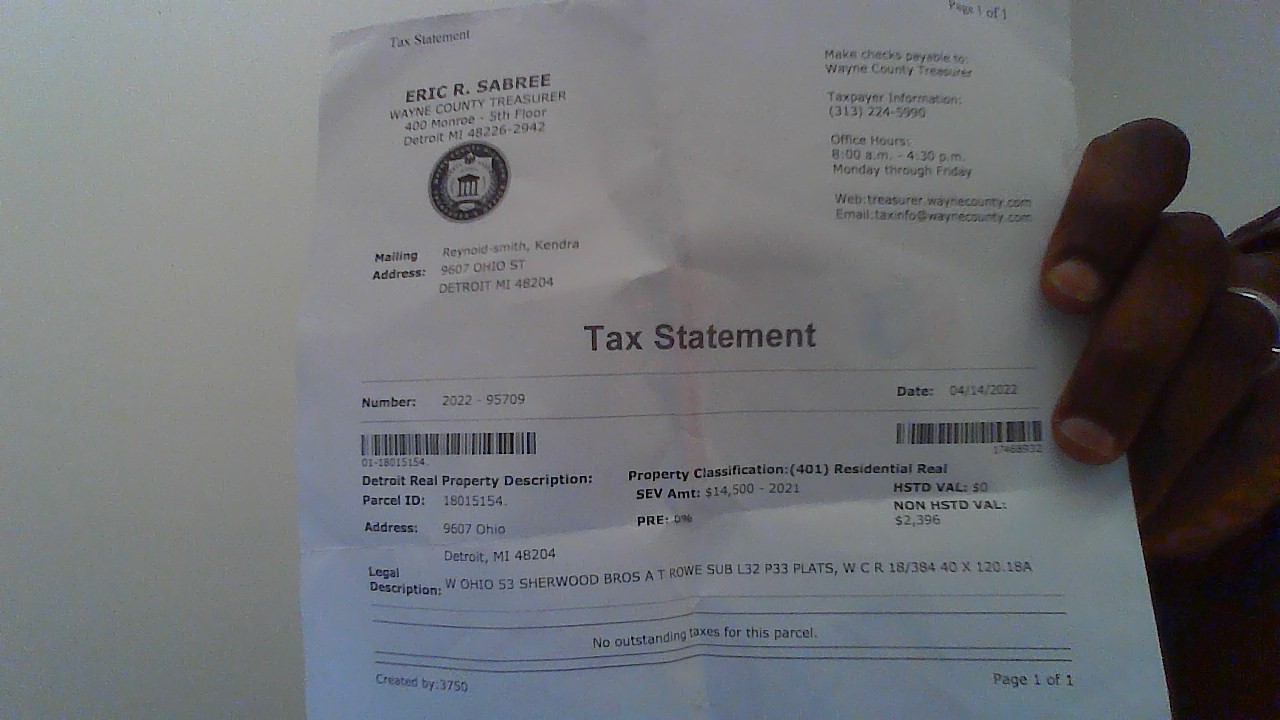 Tax Statement
Page 1 of 1
ERIC R. SABREE
WAYNE COUNTY TREASURER
400 Monroe - 5th Floor
Detroit MI 48226-2942
Make checks payable to:
Wayne County Treasurer
Taxpayer Information:
(313) 224-5990
Office Hours:
8:00 a.m. - 4:30 p.m.
Monday through Friday
Web:treasurer.waynecounty.com
Email:taxinfo@waynecounty.com
Mailing Address:
Reynold-smith, Kendra
9607 OHIO ST
DETROIT MI 48204
Tax Statement
Number: 2022 - 95709
Date: 04/14/2022
01-18015154.
17468932
Detroit Real Property Description:
Parcel ID: 18015154.
Address: 9607 Ohio
Detroit, MI 48204
Property Classification:(401) Residential Real
SEV Amt: $14,500 - 2021
PRE: 0%
HSTD VAL: $0
NON HSTD VAL:
$2,396
Legal Description: W OHIO 53 SHERWOOD BROS A T ROWE SUB L32 P33 PLATS, W C R 18/384 40 X 120.18A
No outstanding taxes for this parcel.
Created by:3750
Page 1 of 1